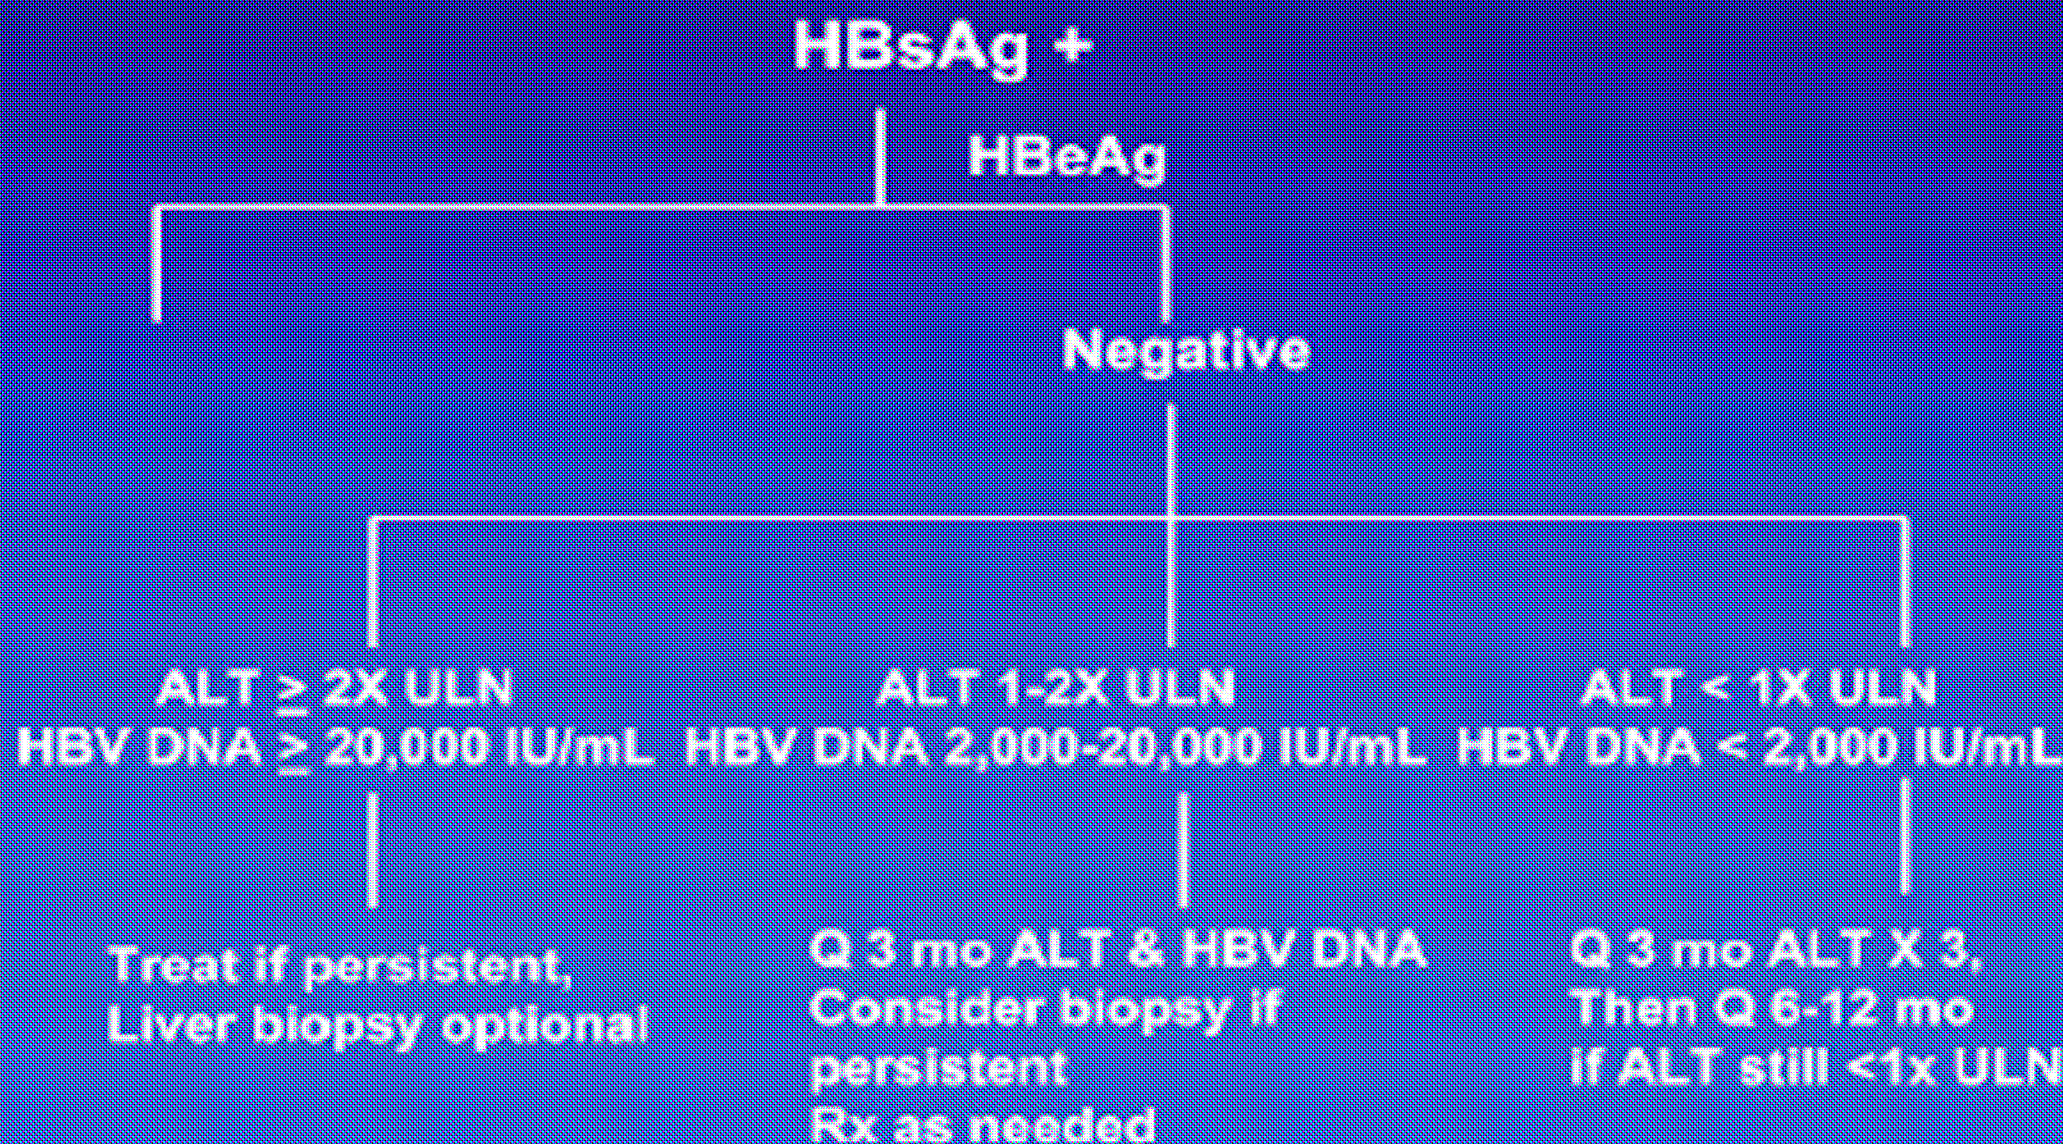 HBsAg +
HBeAg
Negative
ALT ≥ 2X ULN
HBV DNA ≥ 20,000 IU/mL
ALT 1-2X ULN
HBV DNA 2,000-20,000 IU/mL
ALT < 1X ULN
HBV DNA < 2,000 IU/mL
Treat if persistent,
Liver biopsy optional
Q 3 mo ALT & HBV DNA
Consider biopsy if
persistent
Rx as needed
Q 3 mo ALT X 3,
Then Q 6-12 mo
if ALT still <1x ULN